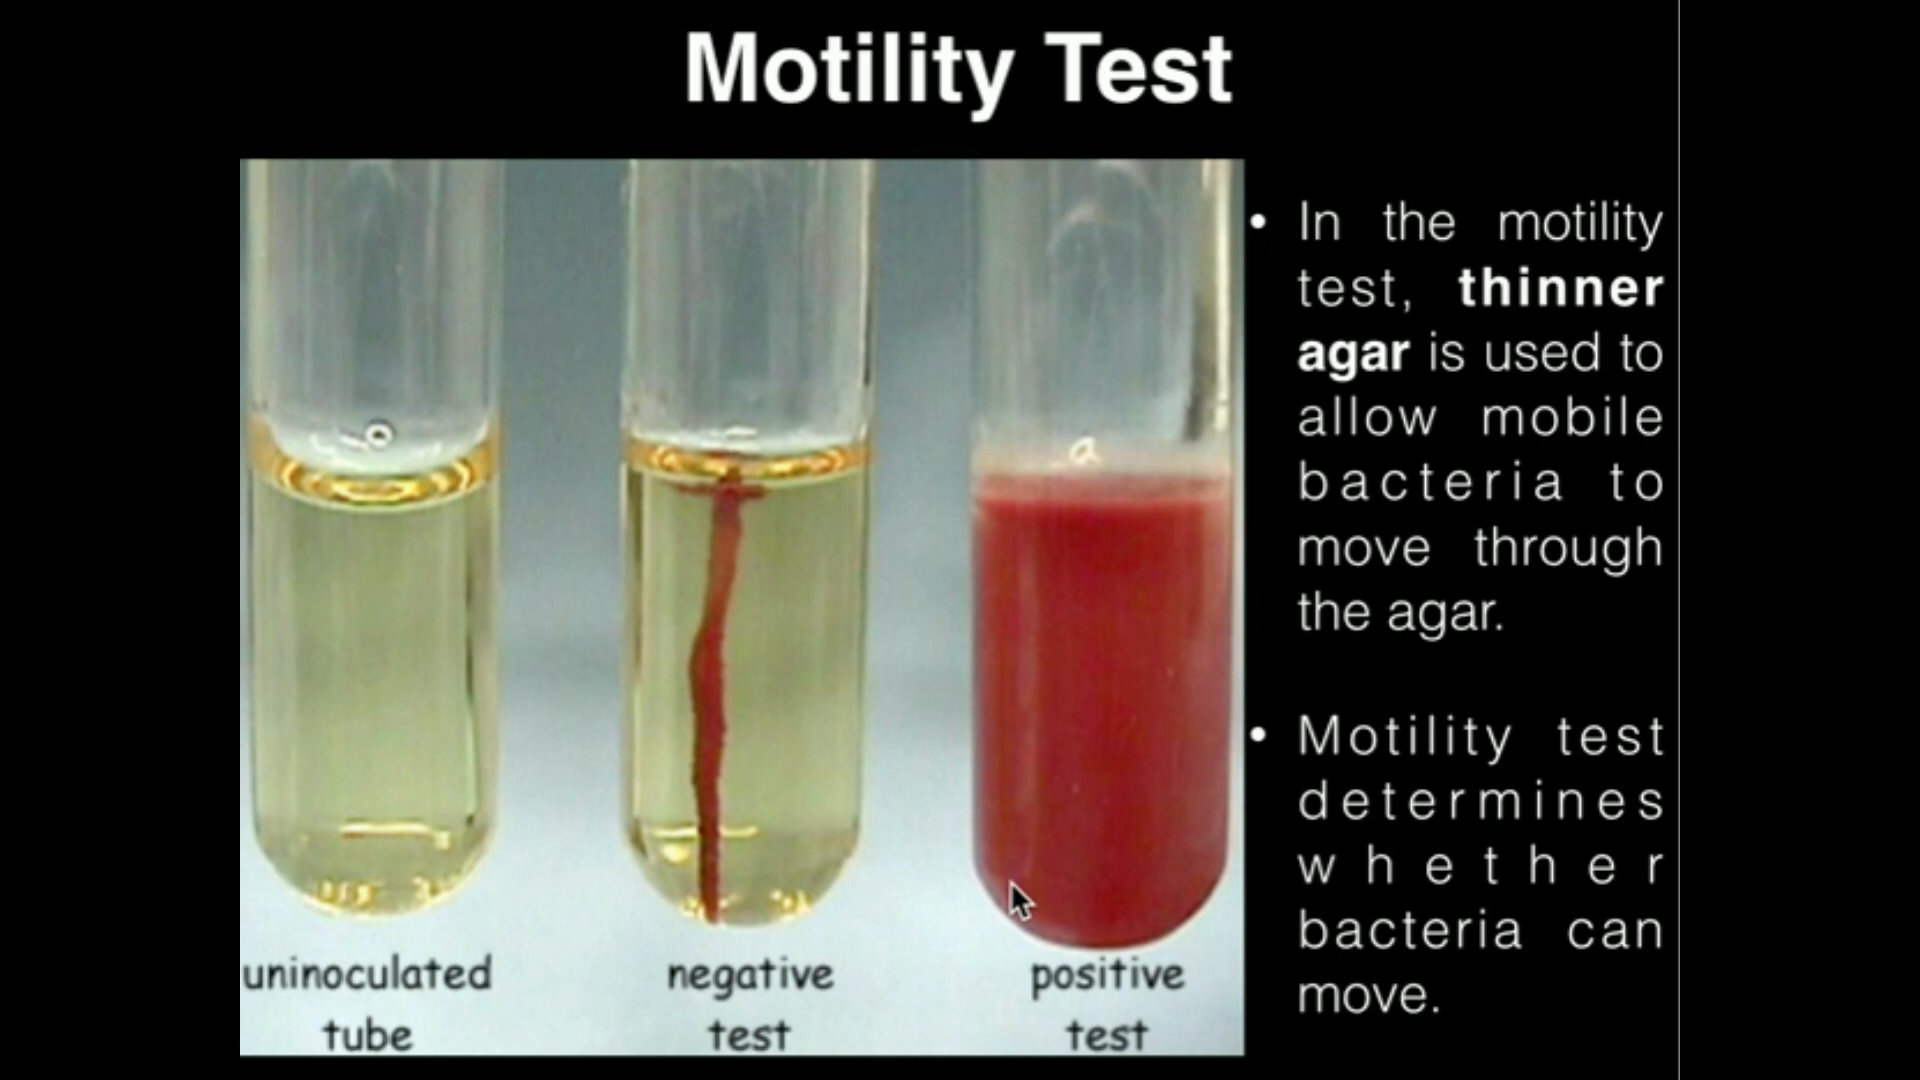 Motility Test
uninoculated
tube
negative
test
positive
test
• In the motility
test, thinner
agar is used to
allow mobile
bacteria to
move through
the agar.
• Motility test
determines
whether
bacteria can
move.